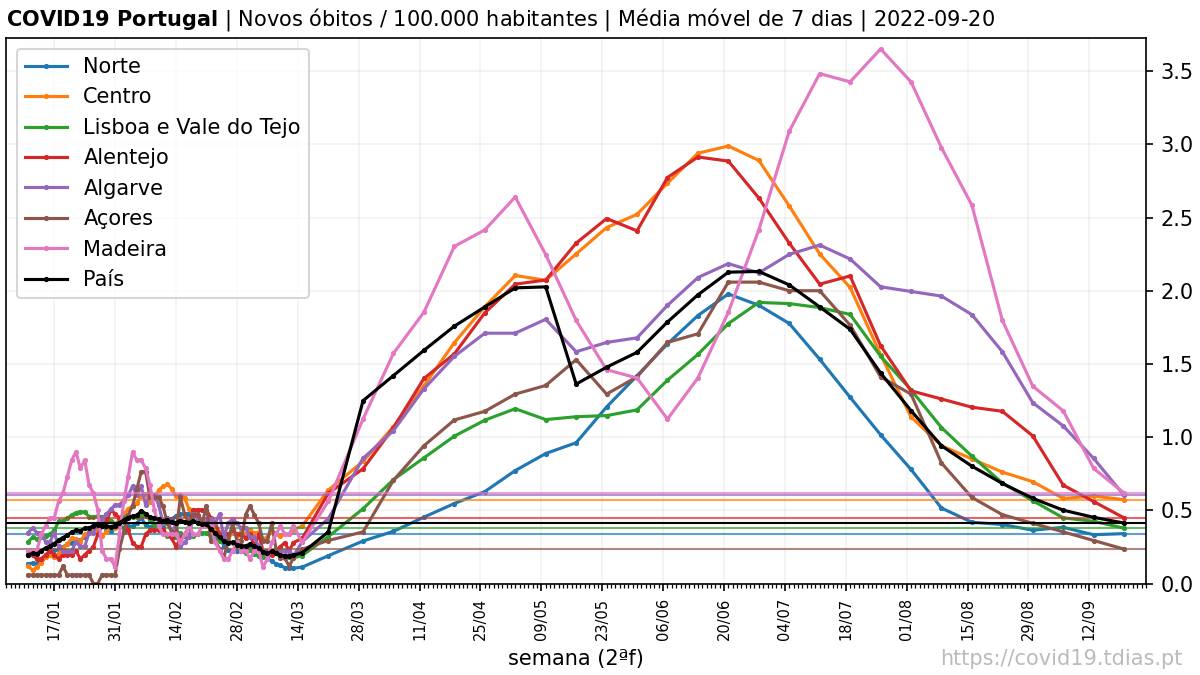 COVID19 Portugal | Novos óbitos / 100.000 habitantes | Média móvel de 7 dias | 2022-09-20
Norte
Centro
Lisboa e Vale do Tejo
Alentejo
Algarve
Açores
Madeira
País
3.5
3.0
2.5
2.0
1.5
1.0
0.5
0.0
17/01
31/01
14/02
28/02
14/03
28/03
11/04
25/04
09/05
23/05
06/06
20/06
04/07
18/07
01/08
15/08
29/08
12/09
semana (2ªf)
https://covid19.tdias.pt